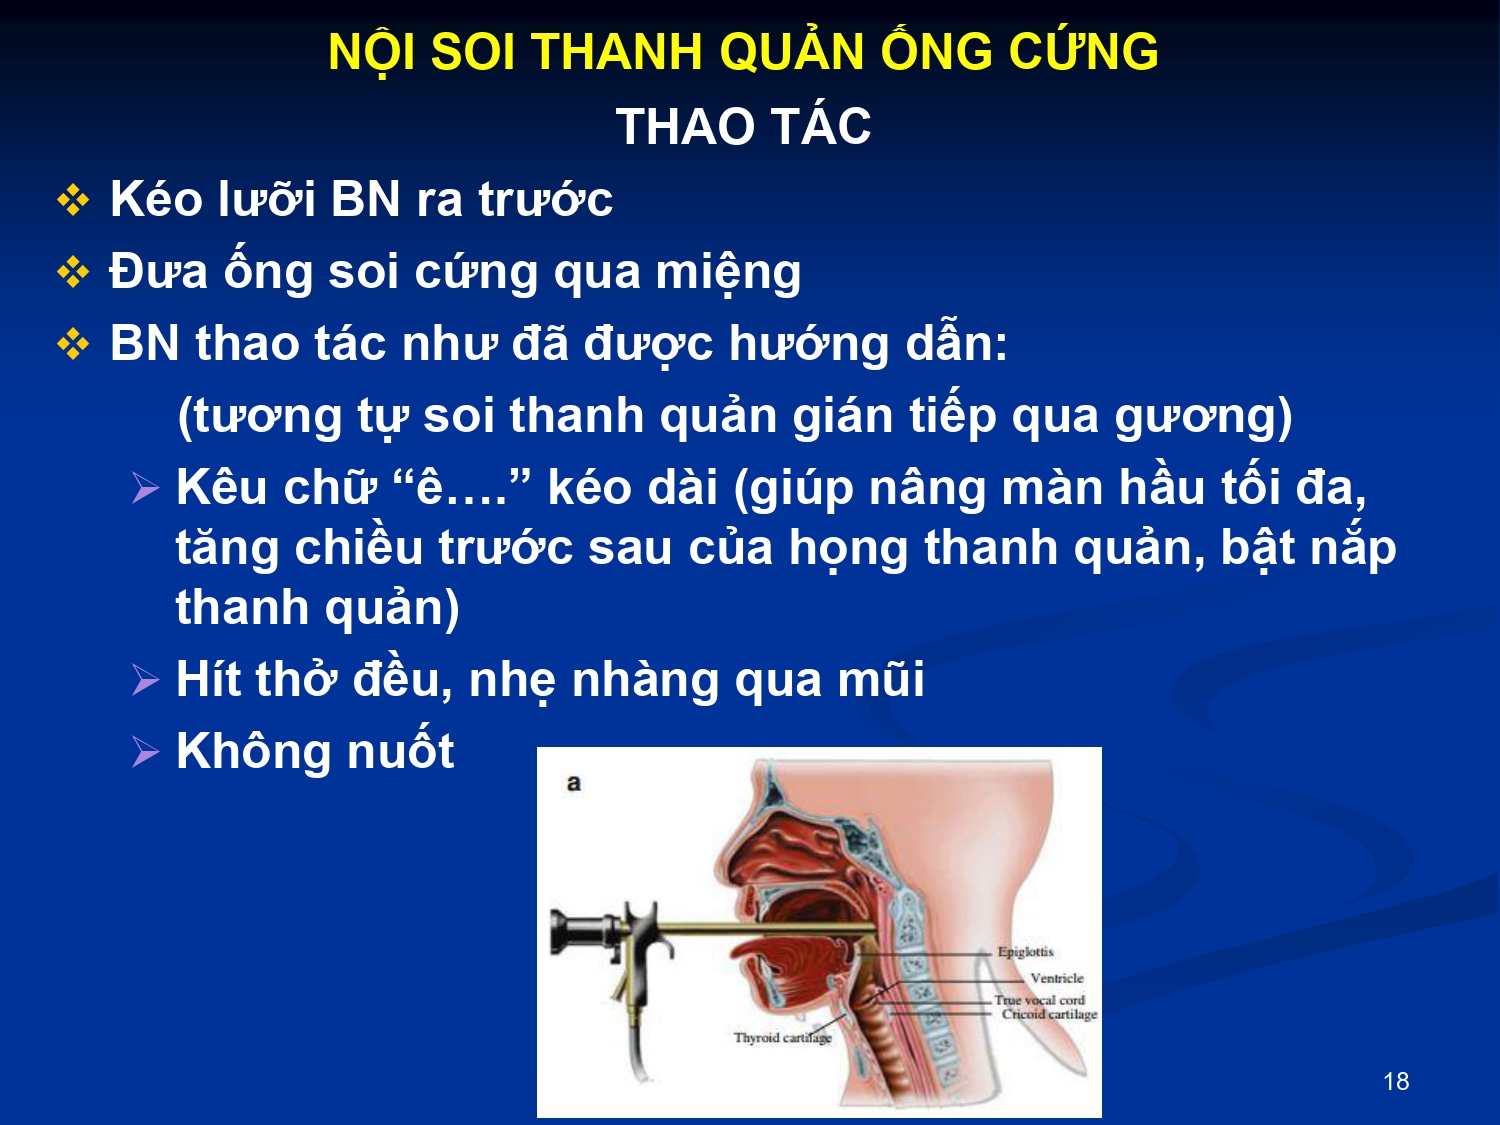 NỘI SOI THANH QUẢN ỐNG CỨNG
THAO TÁC
Kéo lưỡi BN ra trước
Đưa ống soi cứng qua miệng
BN thao tác như đã được hướng dẫn:
(tương tự soi thanh quản gián tiếp qua gương)
Kêu chữ “ê….” kéo dài (giúp nâng màn hầu tối đa,
tăng chiều trước sau của họng thanh quản, bật nắp
thanh quản)
Hít thở đều, nhẹ nhàng qua mũi
Không nuốt
a
Epiglottis
Ventricle
True vocal cord
Cricoid cartilage
Thyroid cartilage
18